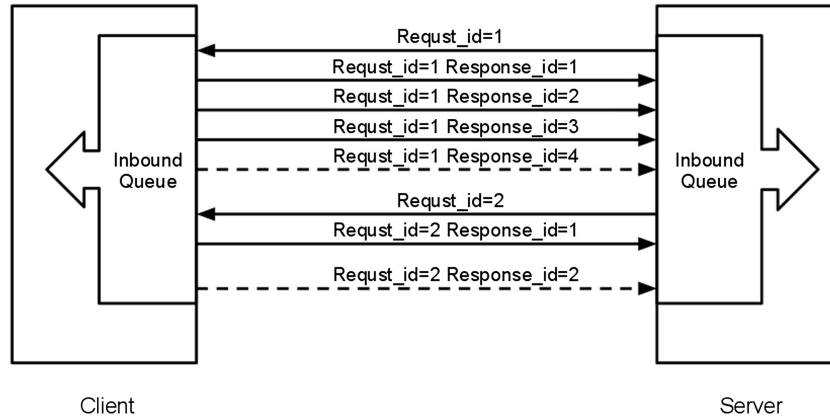 Requst_id=1
Requst_id=1 Response_id=1
Requst_id=1 Response_id=2
Requst_id=1 Response_id=3
Requst_id=1 Response_id=4
Inbound
Queue
Inbound
Queue
Requst_id=2
Requst_id=2 Response_id=1
Requst_id=2 Response_id=2
Client
Server